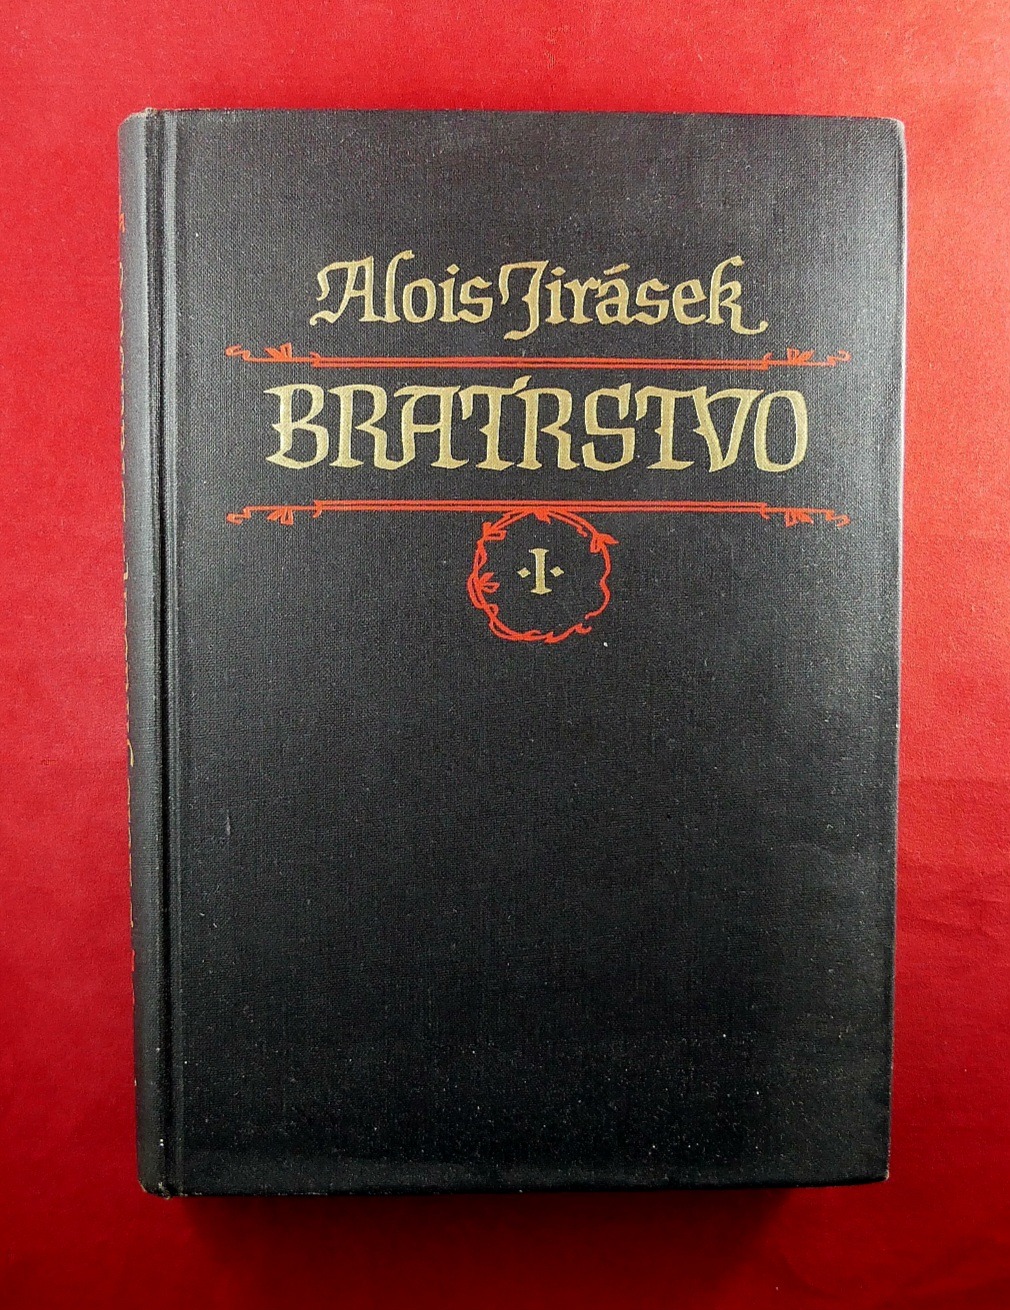 Alois Jirásek
BRATRSTVO
·I·